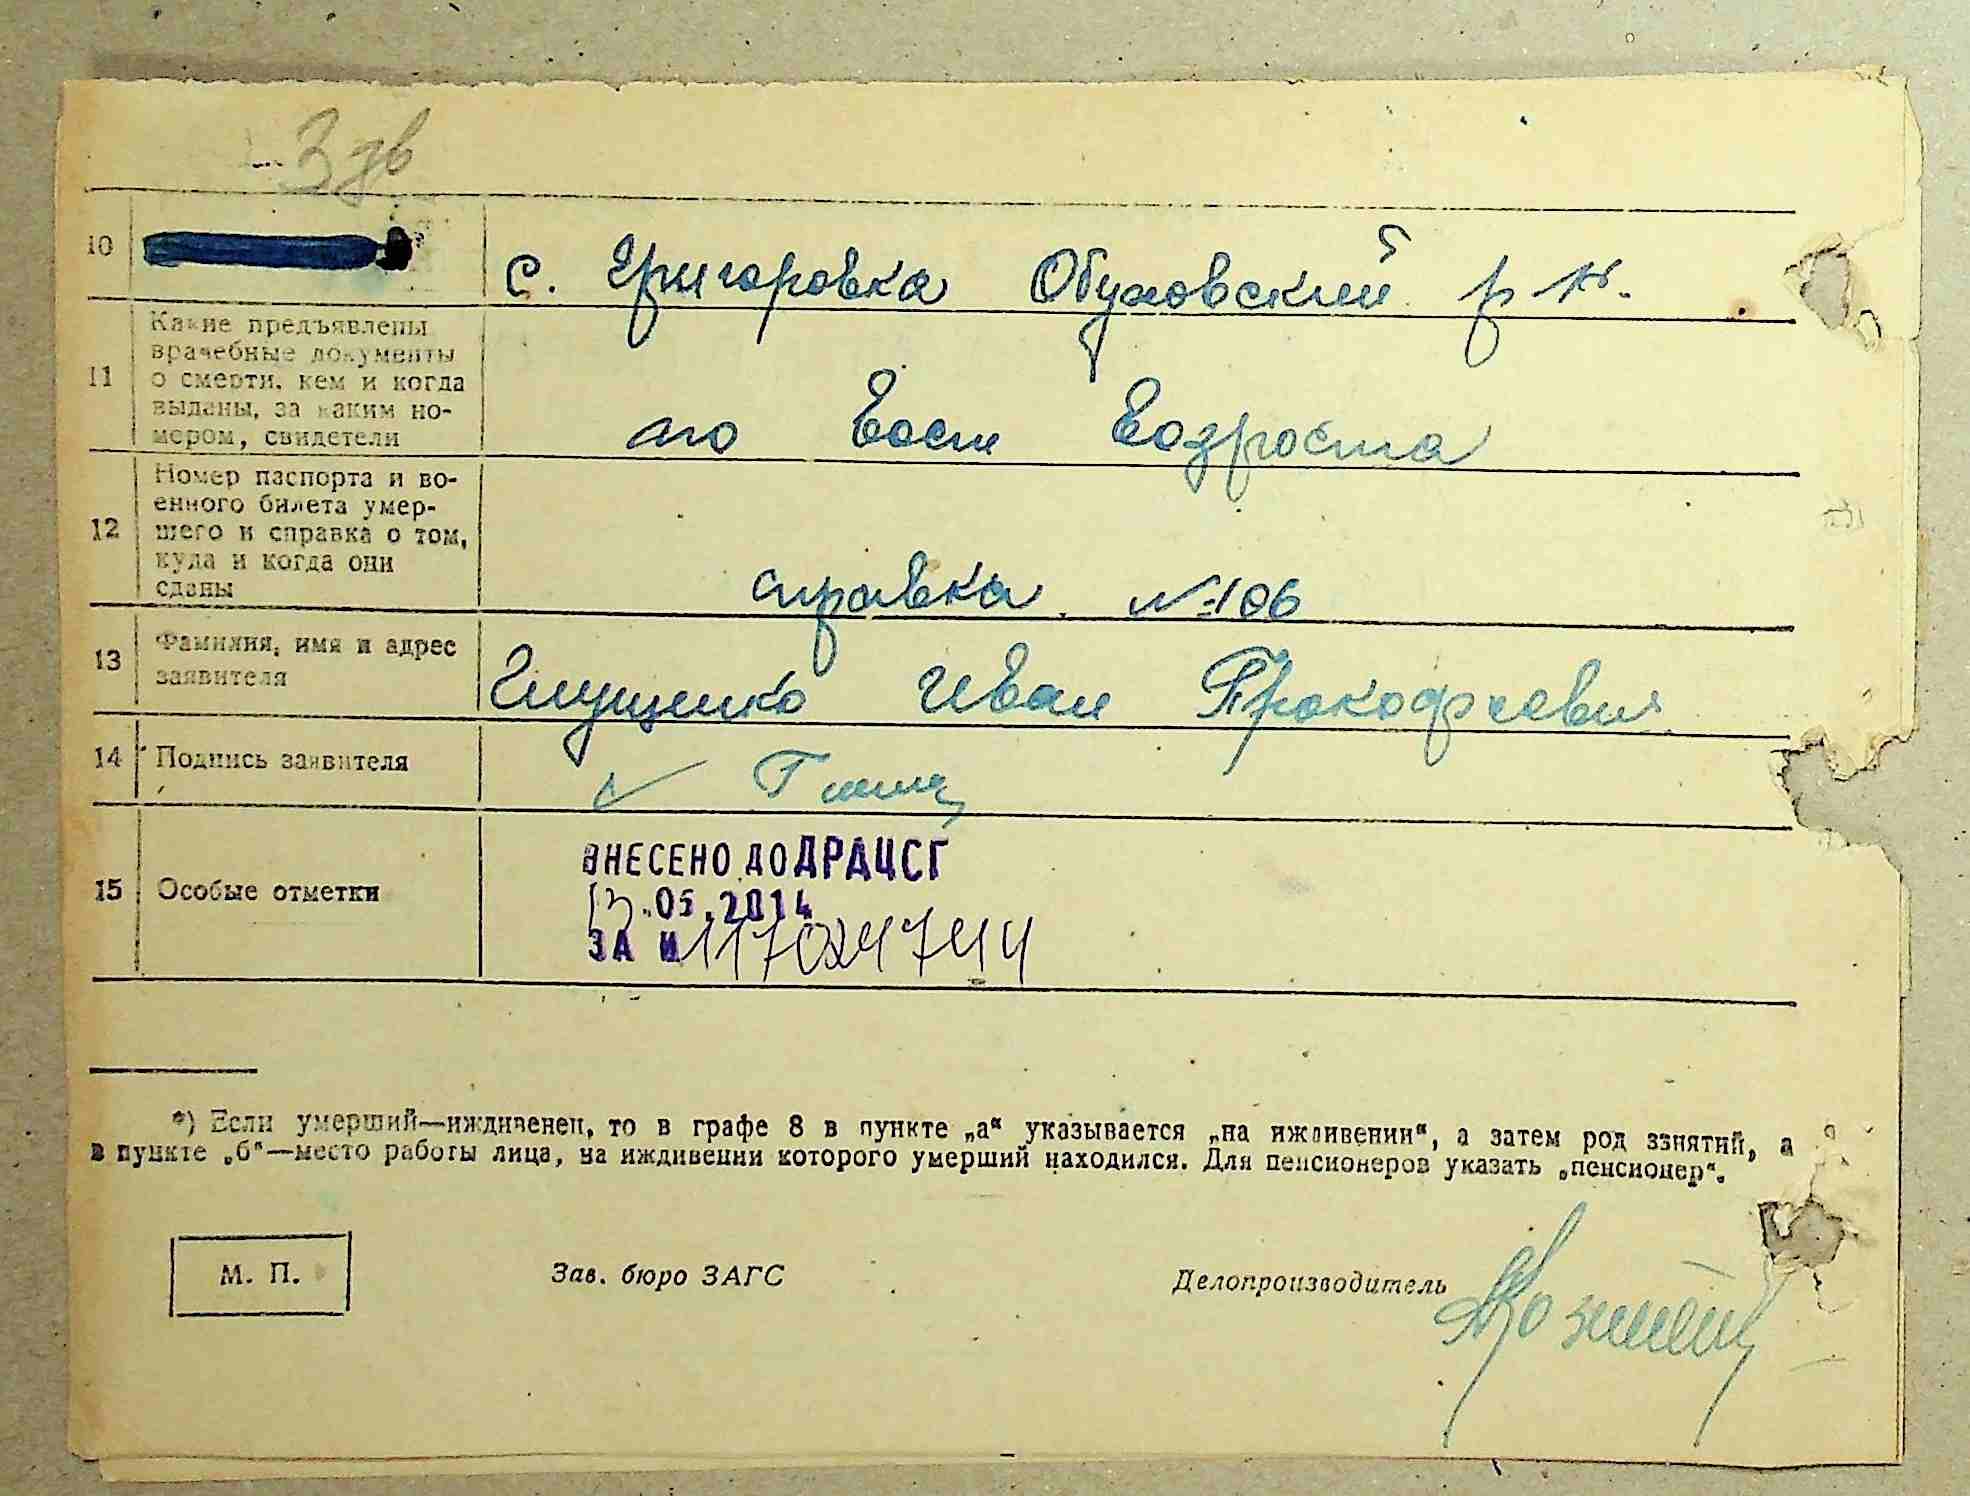 3 дв
10
с. Григоровка Обуховский р-н.
11
Какие предъявлены
врачебные документы
о смерти, кем и когда
выданы, за каким но-
мером, свидетели
по возроста
12
Номер паспорта и во-
енного билета умер-
шего и справка о том,
куда и когда они
сданы
справка №106
13
Фамилия, имя и адрес
заявителя
Глущенко Иван Прокофиевич
14
Подпись заявителя
15
Особые отметки
ВНЕСЕНО ДО ДРАЦСГ
13.05.2014
ЗА №
*) Если умерший—иждивенец, то в графе 8 в пункте „а“ указывается „на иждивении“, а затем род занятий, а
в пункте „б“—место работы лица, на иждивении которого умерший находился. Для пенсионеров указать „пенсионер“.
М. П.
Зав. бюро ЗАГС
Делопроизводитель